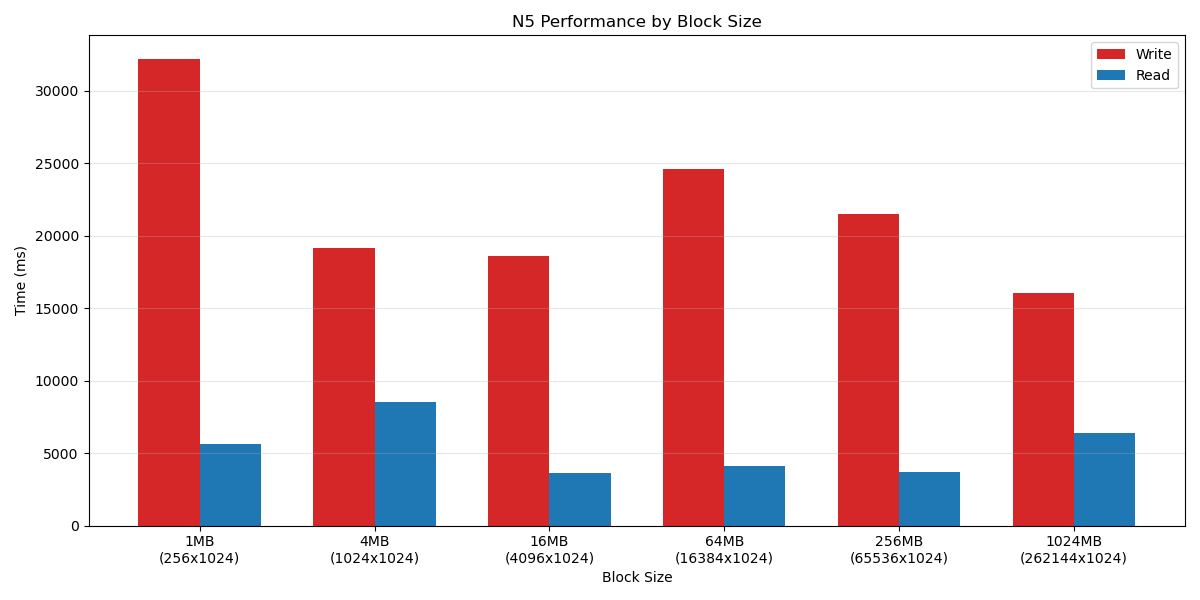 N5 Performance by Block Size
Write
Read
Time (ms)
30000
25000
20000
15000
10000
5000
0
1MB
(256x1024)
4MB
(1024x1024)
16MB
(4096x1024)
64MB
(16384x1024)
256MB
(65536x1024)
1024MB
(262144x1024)
Block Size